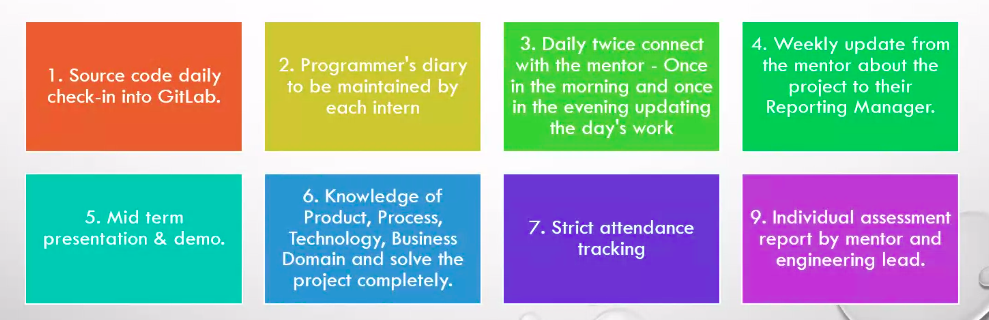 1. Source code daily
check-in into GitLab.
2. Programmer's diary
to be maintained by
each intern
3. Daily twice connect
with the mentor - Once
in the morning and once
in the evening updating
the day's work
4. Weekly update from
the mentor about the
project to their
Reporting Manager.
5. Mid term
presentation & demo.
6. Knowledge of
Product, Process,
Technology, Business
Domain and solve the
project completely.
7. Strict attendance
tracking
9. Individual assessment
report by mentor and
engineering lead.